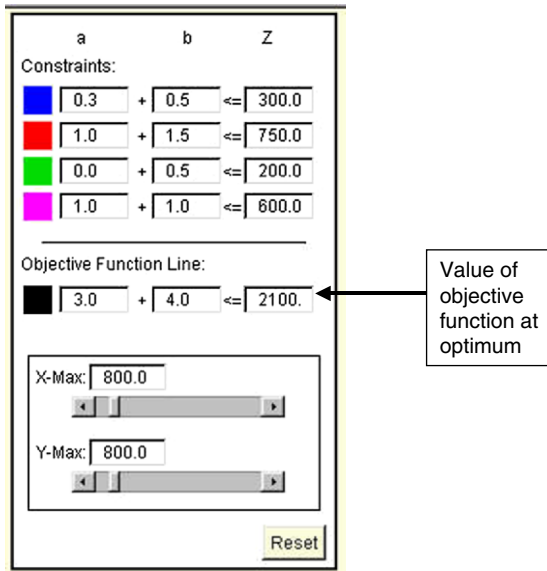 a b Z
Constraints:
0.3 + 0.5 <= 300.0
1.0 + 1.5 <= 750.0
0.0 + 0.5 <= 200.0
1.0 + 1.0 <= 600.0
Objective Function Line:
3.0 + 4.0 <= 2100.
Value of
objective
function at
optimum
X-Max: 800.0
Y-Max: 800.0
Reset